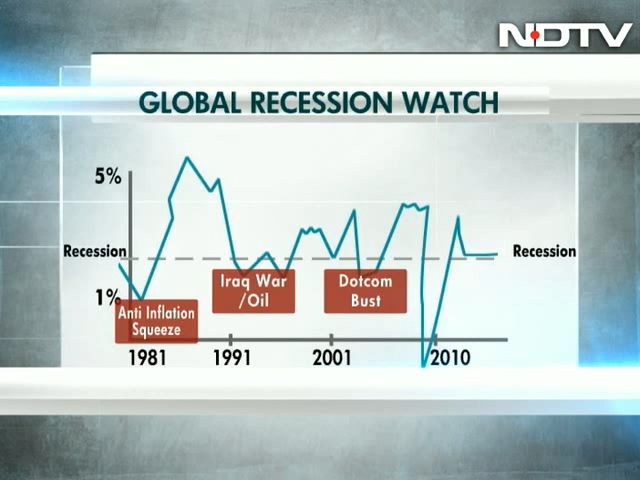 NDTV
GLOBAL RECESSION WATCH
5%
Recession
Recession
1%
Iraq War
/Oil
Dotcom
Bust
Anti Inflation
Squeeze
1981
1991
2001
2010